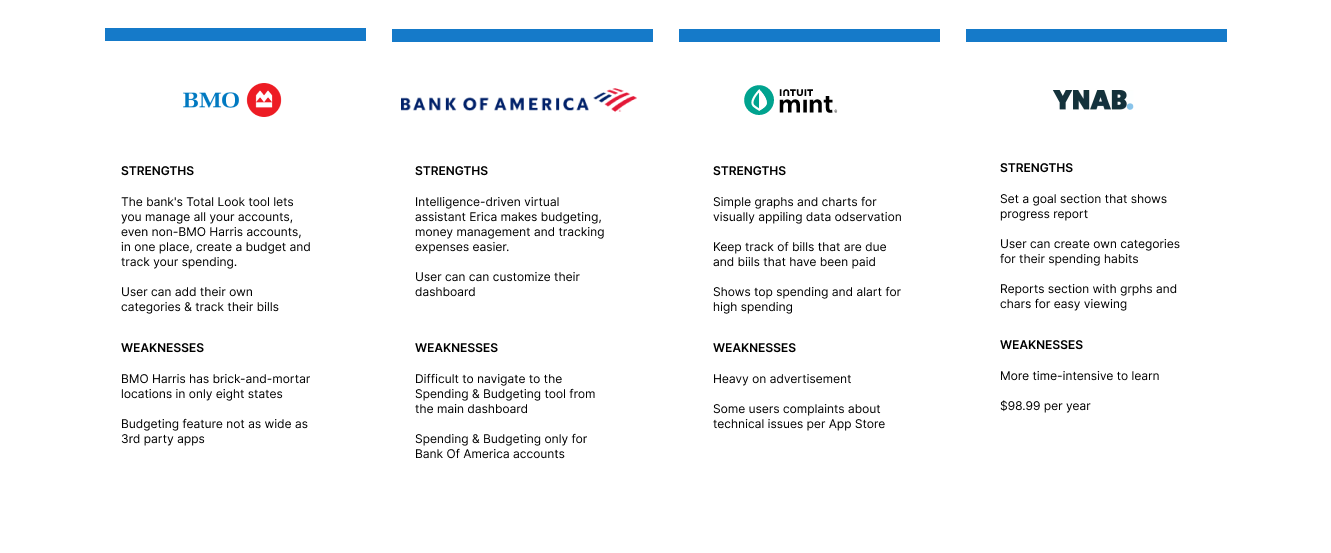 BMO
STRENGTHS
The bank's Total Look tool lets
you manage all your accounts,
even non-BMO Harris accounts,
in one place, create a budget and
track your spending.
User can add their own
categories & track their bills
WEAKNESSES
BMO Harris has brick-and-mortar
locations in only eight states
Budgeting feature not as wide as
3rd party apps
BANK OF AMERICA
STRENGTHS
Intelligence-driven virtual
assistant Erica makes budgeting,
money management and tracking
expenses easier.
User can can customize their
dashboard
WEAKNESSES
Difficult to navigate to the
Spending & Budgeting tool from
the main dashboard
Spending & Budgeting only for
Bank Of America accounts
INTUIT
mint
STRENGTHS
Simple graphs and charts for
visually appiling data odservation
Keep track of bills that are due
and biils that have been paid
Shows top spending and alart for
high spending
WEAKNESSES
Heavy on advertisement
Some users complaints about
technical issues per App Store
YNAB.
STRENGTHS
Set a goal section that shows
progress report
User can create own categories
for their spending habits
Reports section with grphs and
chars for easy viewing
WEAKNESSES
More time-intensive to learn
$98.99 per year